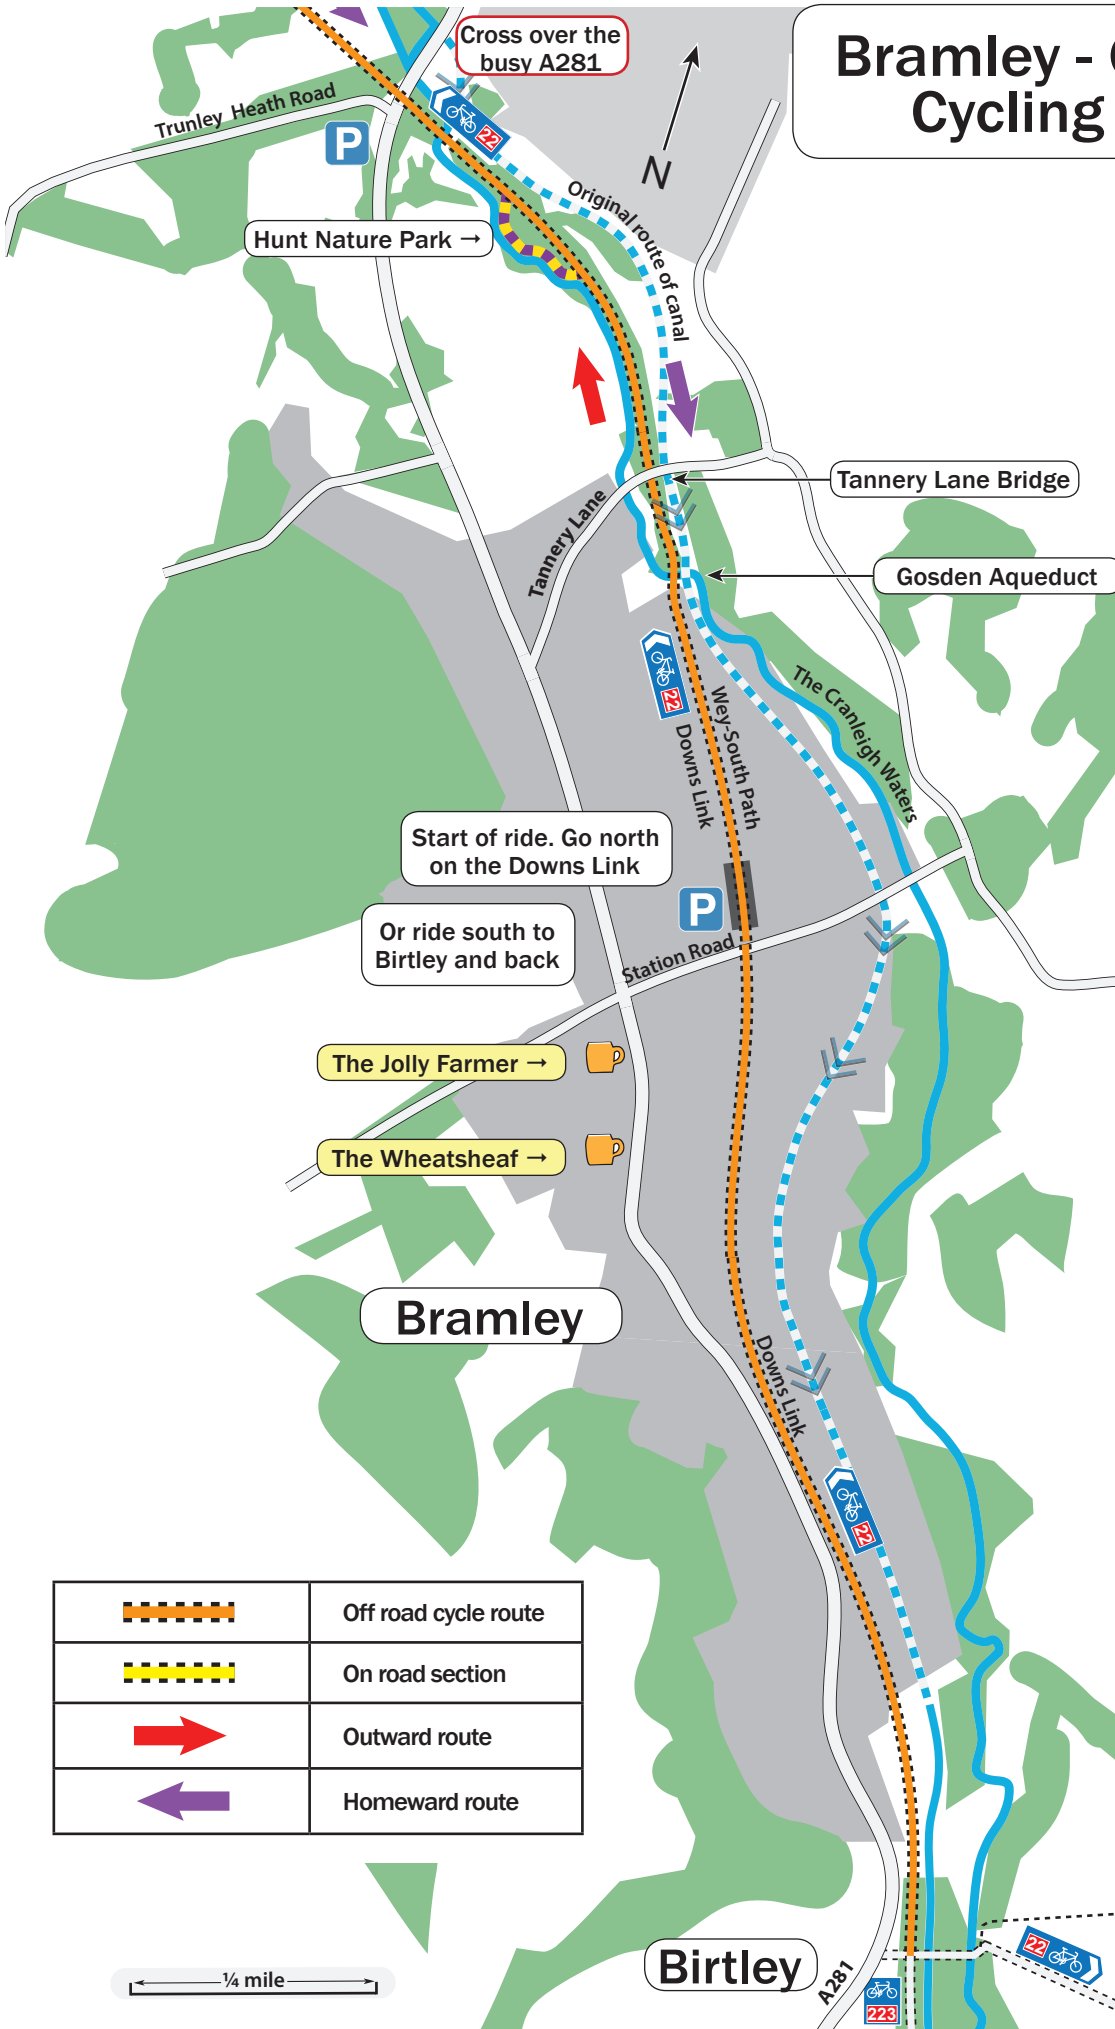 Cross over the
busy A281
Bramley -
Cycling
Trunley Heath Road
P
22
N
Original route of canal
Hunt Nature Park →
Tannery Lane Bridge
Tannery Lane
Gosden Aqueduct
22
Wey-South Path
Downs Link
The Cranleigh Waters
Start of ride. Go north
on the Downs Link
P
Or ride south to
Birtley and back
Station Road
The Jolly Farmer →
The Wheatsheaf →
Bramley
Downs Link
22
Off road cycle route
On road section
Outward route
Homeward route
¼ mile
Birtley
A281
22
223